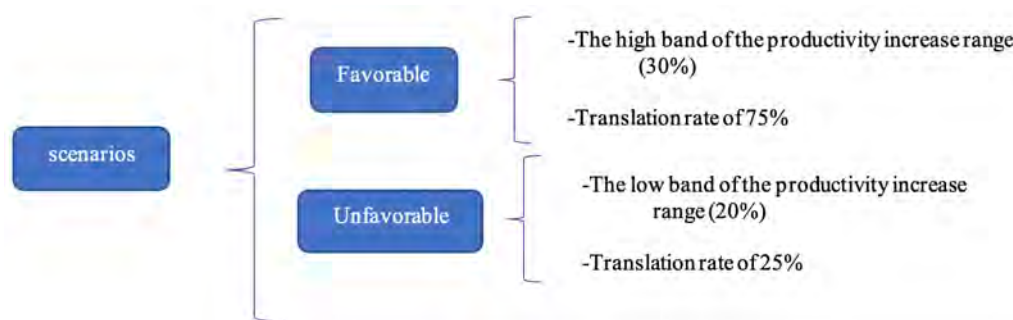 scenarios
Favorable
-The high band of the productivity increase range
(30%)
-Translation rate of 75%
Unfavorable
-The low band of the productivity increase
range (20%)
-Translation rate of 25%